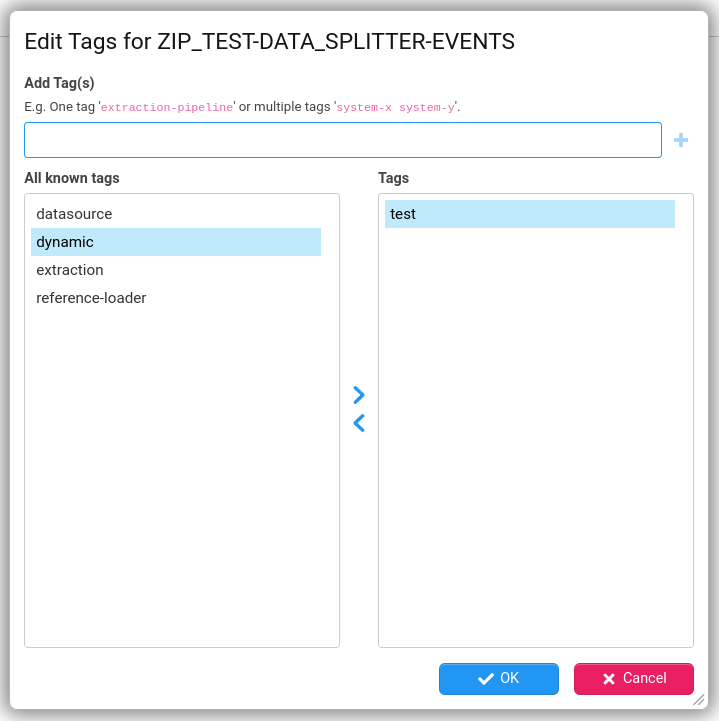 Edit Tags for ZIP_TEST-DATA_SPLITTER-EVENTS
Add Tag(s)
E.g. One tag 'extraction-pipeline' or multiple tags 'system-x system-y'.
All known tags
datasource
dynamic
extraction
reference-loader
Tags
test
OK
Cancel